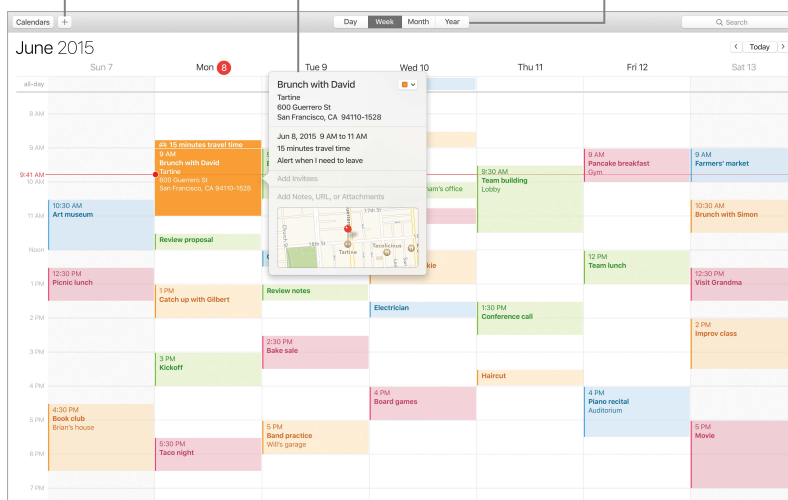 Calendars +
Day Week Month Year
Search
June 2015
Today
Sun 7
Mon 8
Tue 9
Wed 10
Thu 11
Fri 12
Sat 13
all-day
8 AM
9 AM
9:41 AM
10 AM
11 AM
Noon
1 PM
2 PM
3 PM
4 PM
5 PM
6 PM
7 PM
10:30 AM
Art museum
12:30 PM
Picnic lunch
4:30 PM
Book club
Brian's house
15 minutes travel time
9 AM
Brunch with David
Tartine
600 Guerrero St
San Francisco, CA 94110-1528
Review proposal
1 PM
Catch up with Gilbert
3 PM
Kickoff
5:30 PM
Taco night
Brunch with David
Tartine
600 Guerrero St
San Francisco, CA 94110-1528
Jun 8, 2015 9 AM to 11 AM
15 minutes travel time
Alert when I need to leave
Add Invitees
Add Notes, URL, or Attachments
17th St
Church St
18th St
Tartine
Tacolicious
Review notes
2:30 PM
Bake sale
5 PM
Band practice
Will's garage
office
Electrician
4 PM
Board games
9:30 AM
Team building
Lobby
1:30 PM
Conference call
Haircut
9 AM
Pancake breakfast
Gym
12 PM
Team lunch
4 PM
Piano recital
Auditorium
9 AM
Farmers' market
10:30 AM
Brunch with Simon
12:30 PM
Visit Grandma
2 PM
Improv class
5 PM
Movie